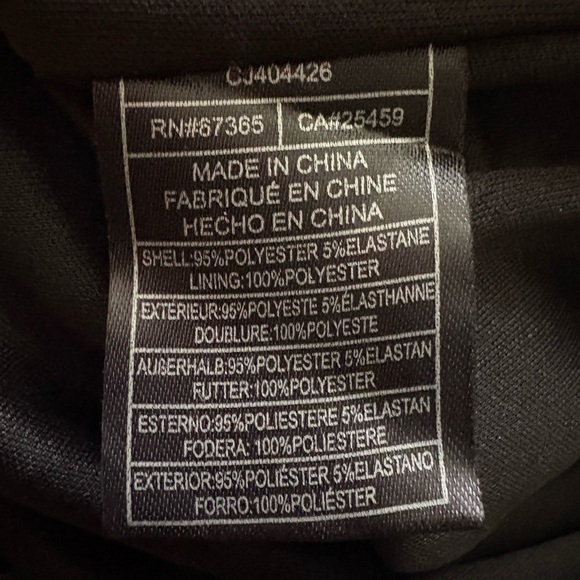 CJ404426
RN#67365 CA#25459
MADE IN CHINA
FABRIQUÉ EN CHINE
HECHO EN CHINA
SHELL:95%POLYESTER 5%ELASTANE
LINING:100%POLYESTER
EXTÉRIEUR:95%POLYESTE 5%ÉLASTHANNE
DOUBLURE:100%POLYESTE
AUßERHALB:95%POLYESTER 5%ELASTAN
FUTTER:100%POLYESTER
ESTERNO:95%POLIESTERE 5%ELASTAN
FODERA: 100%POLIESTERE
EXTERIOR:95%POLIÉSTER 5%ELASTANO
FORRO:100%POLIÉSTER